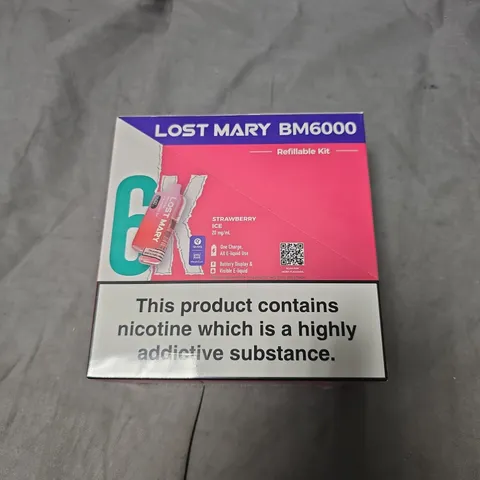 LOST MARY BM6000
Refillable Kit
6K
LOST MARY
STRAWBERRY
ICE
20 mg/mL
One Charge,
All E-liquid Use
Battery Display &
Visible E-liquid
This product contains
nicotine which is a highly
addictive substance.